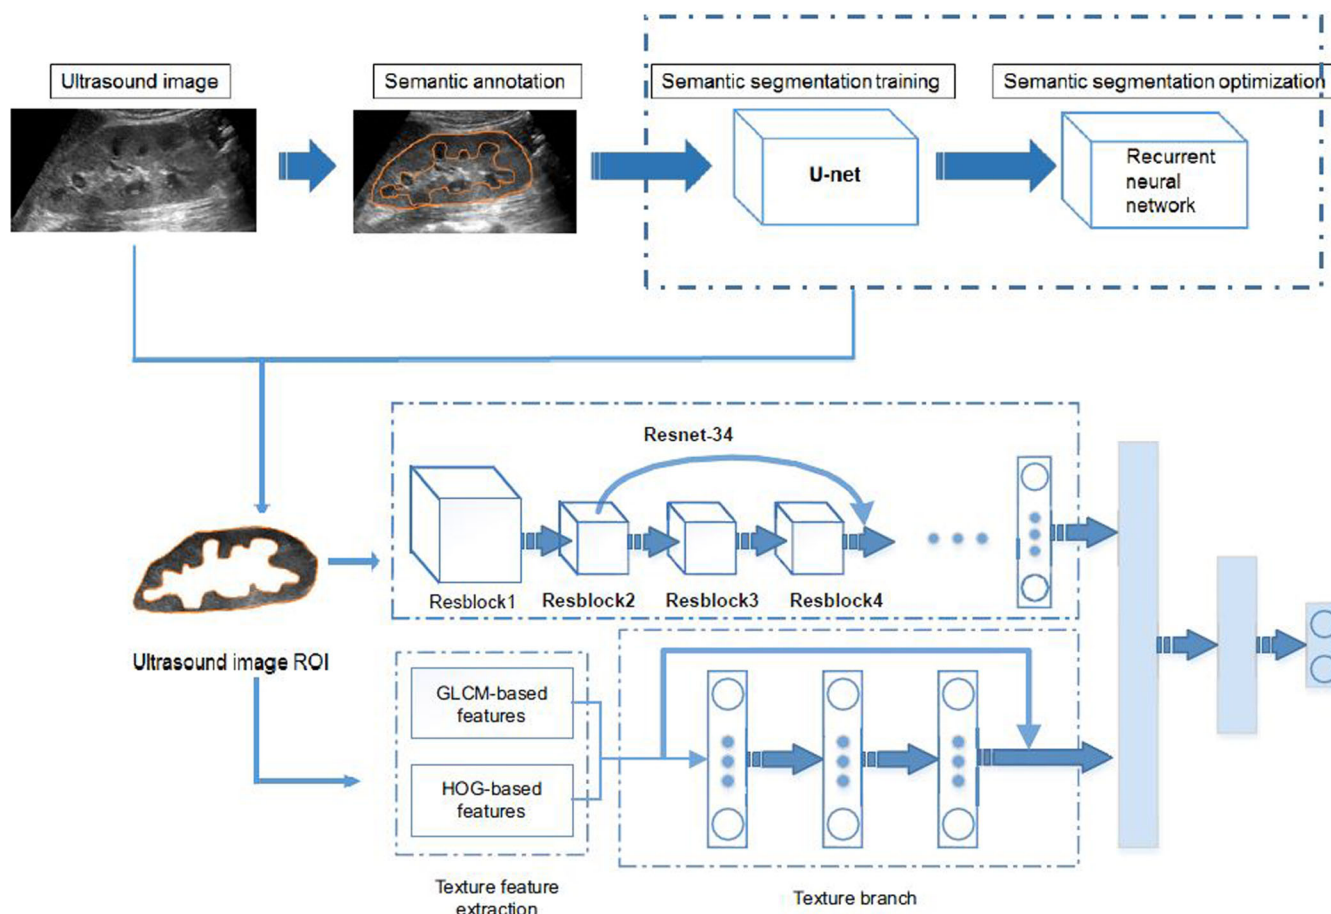 Ultrasound image
Semantic annotation
Semantic segmentation training
Semantic segmentation optimization
U-net
Recurrent
neural
network
Resnet-34
Resblock1
Resblock2
Resblock3
Resblock4
Ultrasound image ROI
GLCM-based
features
HOG-based
features
Texture feature
extraction
Texture branch